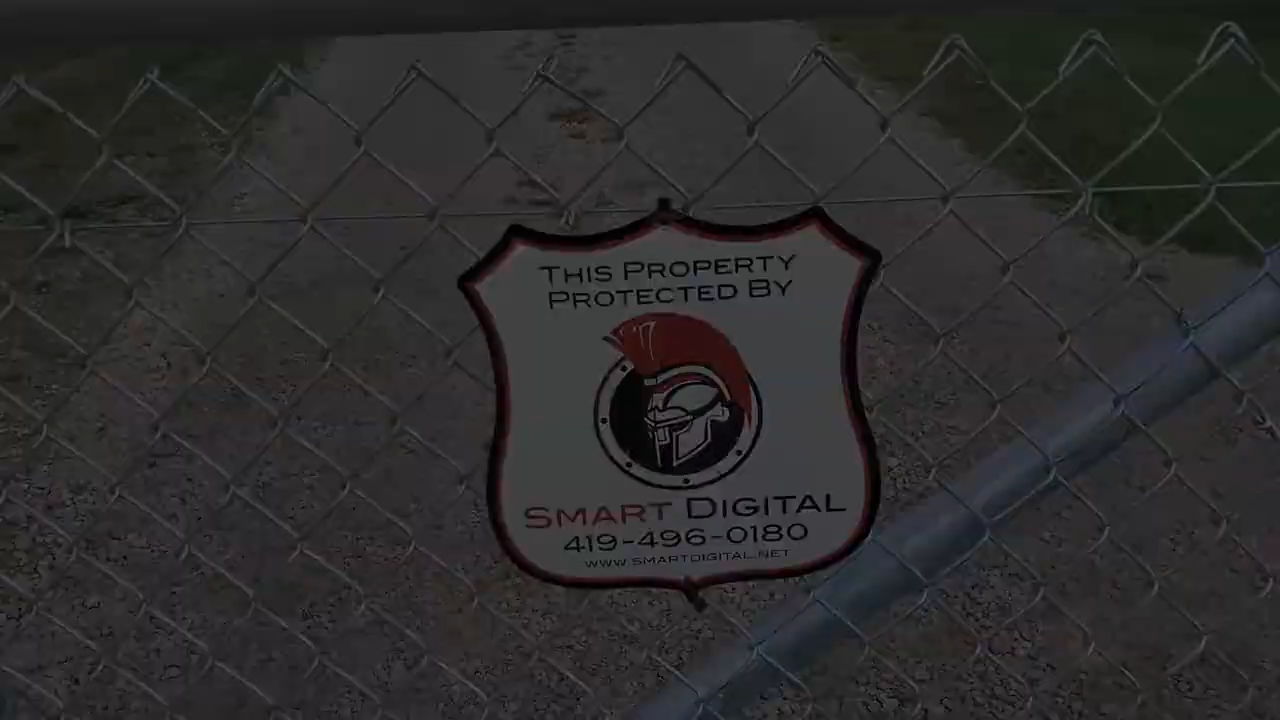 THIS PROPERTY
PROTECTED BY
SMART DIGITAL
419-496-0180
WWW.SMARTDIGITAL.NET